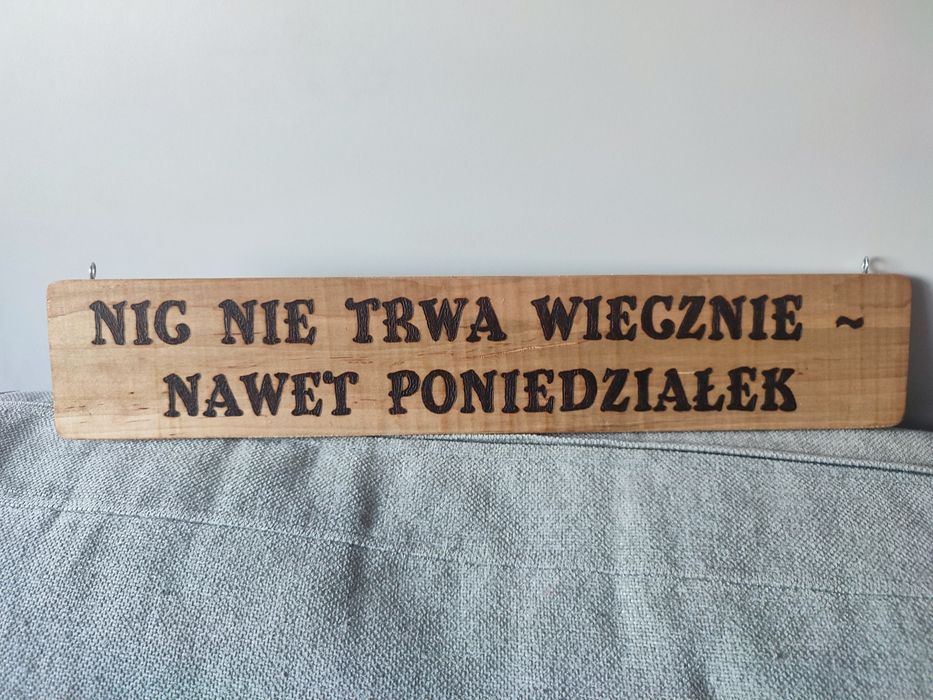 NIC NIE TRWA WIECZNIE ~
NAWET PONIEDZIAŁEK